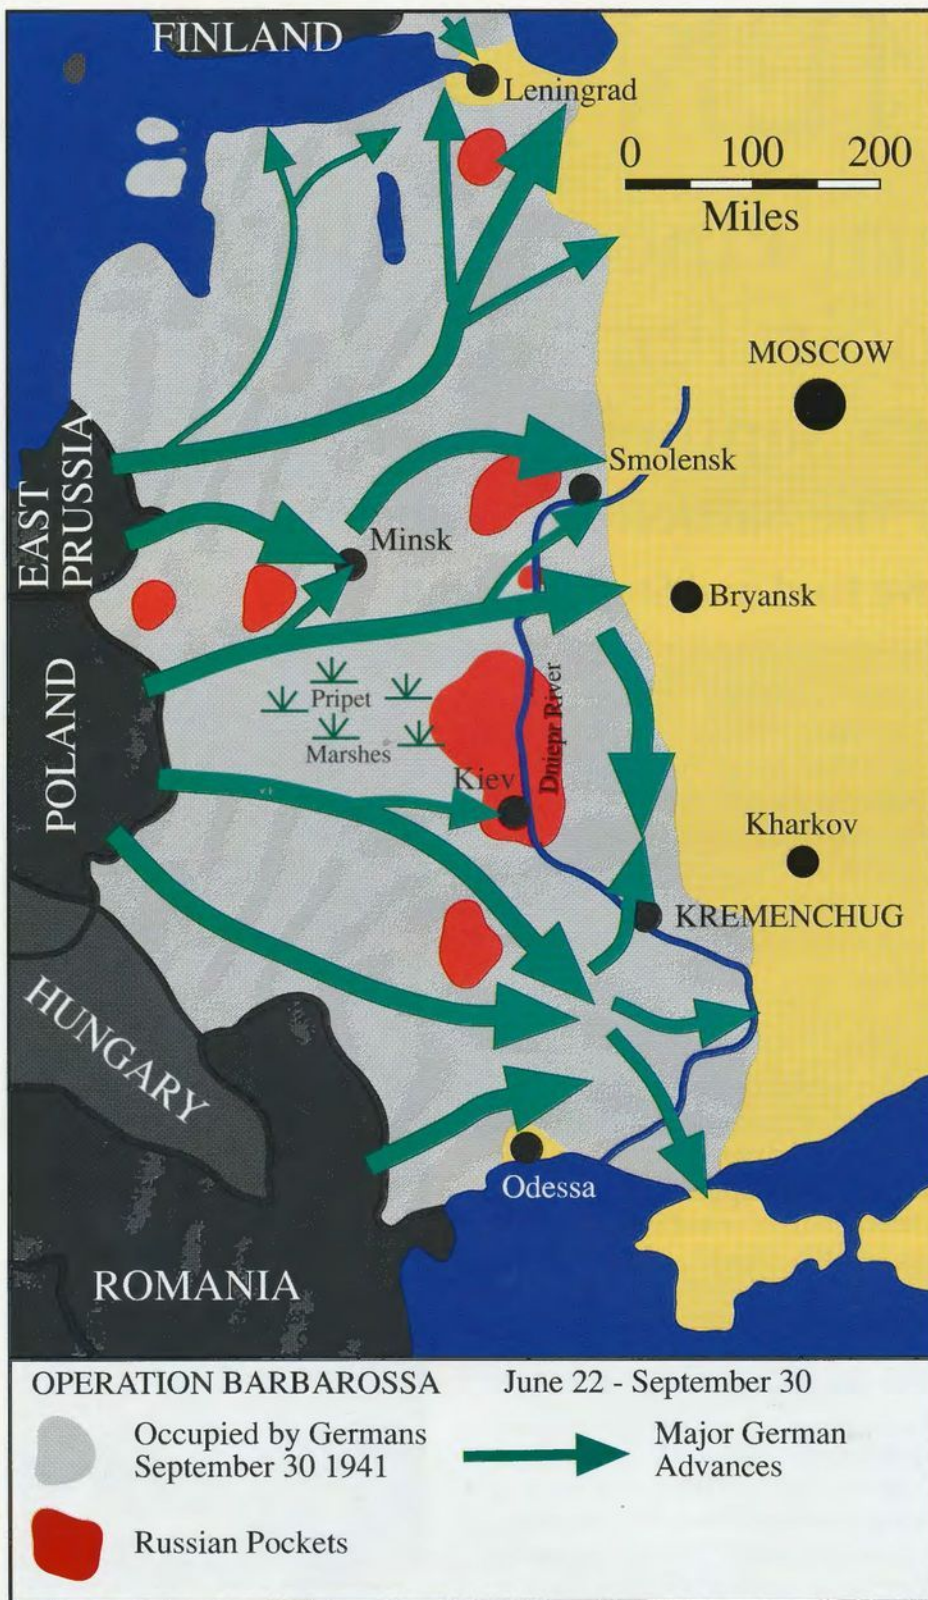 FINLAND
Leningrad
0 100 200
Miles
MOSCOW
Smolensk
EAST
PRUSSIA
Minsk
Bryansk
POLAND
Pripet
Marshes
Dniepr River
Kiev
Kharkov
KREMENCHUG
HUNGARY
Odessa
ROMANIA
OPERATION BARBAROSSA June 22 - September 30
Occupied by Germans
September 30 1941
Major German
Advances
Russian Pockets